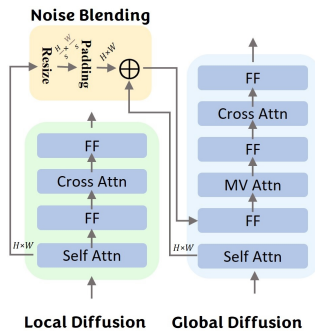 Noise Blending
Resize
H/s × W/s
Padding
H×W
FF
Cross Attn
FF
Self Attn
H×W
Local Diffusion
FF
Cross Attn
FF
MV Attn
FF
Self Attn
H×W
Global Diffusion